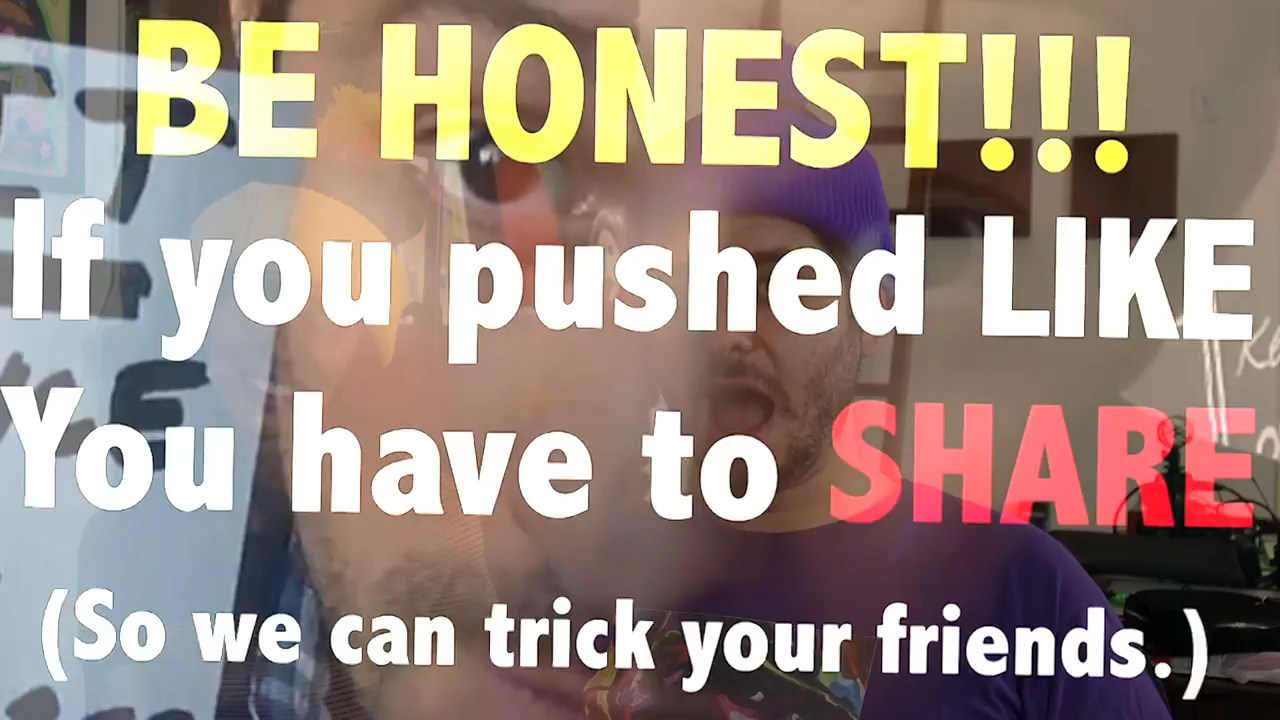 BE HONEST!!!
If you pushed LIKE
You have to SHARE
(So we can trick your friends.)